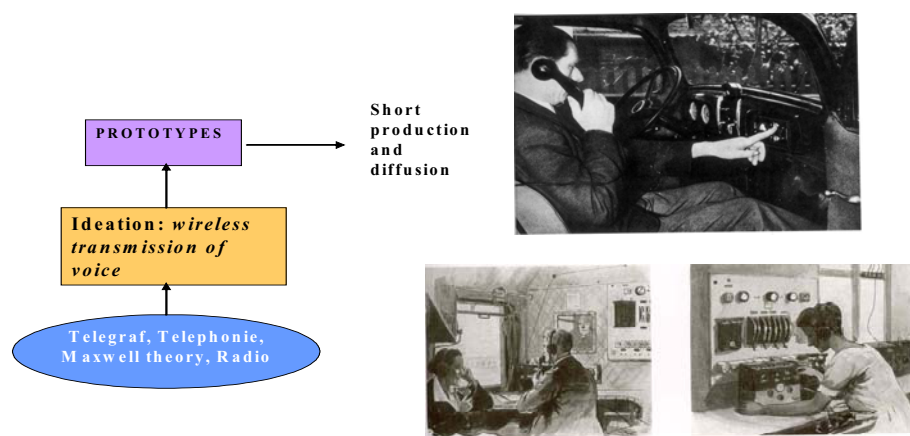 PROTOTYPES
Short
production
and
diffusion
Ideation: wireless
transmission of
voice
Telegraf, Telephonie,
Maxwell theory, Radio